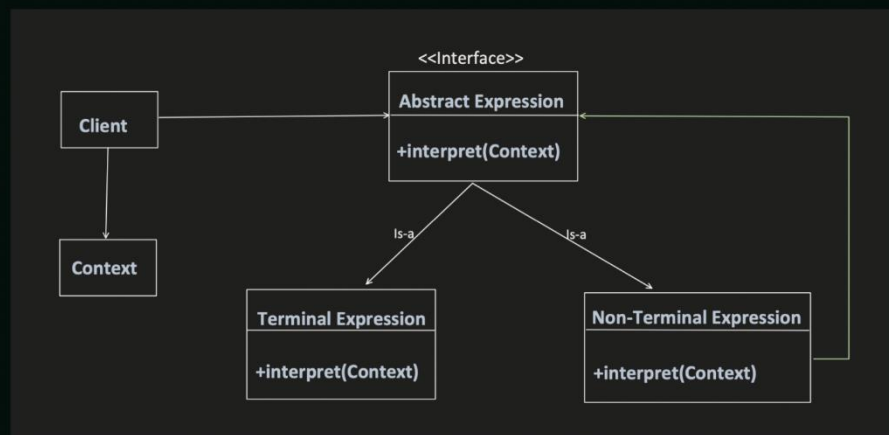 <<Interface>>
Abstract Expression
+interpret(Context)
Client
Context
Is-a
Is-a
Terminal Expression
+interpret(Context)
Non-Terminal Expression
+interpret(Context)